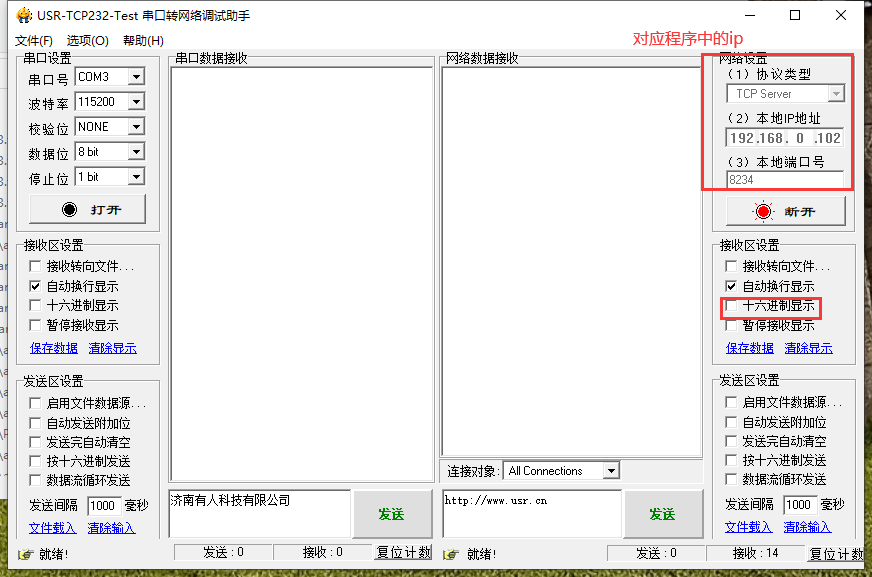 USR-TCP232-Test 串口转网络调试助手
文件(F) 选项(O) 帮助(H)
对应程序中的ip
串口设置
串口号 COM3
波特率 115200
校验位 NONE
数据位 8 bit
停止位 1 bit
打开
接收区设置
接收转向文件...
自动换行显示
十六进制显示
暂停接收显示
保存数据 清除显示
发送区设置
启用文件数据源...
自动发送附加位
发送完自动清空
按十六进制发送
数据流循环发送
发送间隔 1000 毫秒
文件载入 清除输入
就绪!
串口数据接收
济南有人科技有限公司
发送
发送 : 0 接收 : 0 复位计数
网络数据接收
连接对象: All Connections
http://www.usr.cn
发送
就绪!
发送 : 0 接收 : 14 复位计数
网络设置
(1) 协议类型
TCP Server
(2) 本地IP地址
192.168. 0 .102
(3) 本地端口号
8234
断开
接收区设置
接收转向文件...
自动换行显示
十六进制显示
暂停接收显示
保存数据 清除显示
发送区设置
启用文件数据源...
自动发送附加位
发送完自动清空
按十六进制发送
数据流循环发送
发送间隔 1000 毫秒
文件载入 清除输入